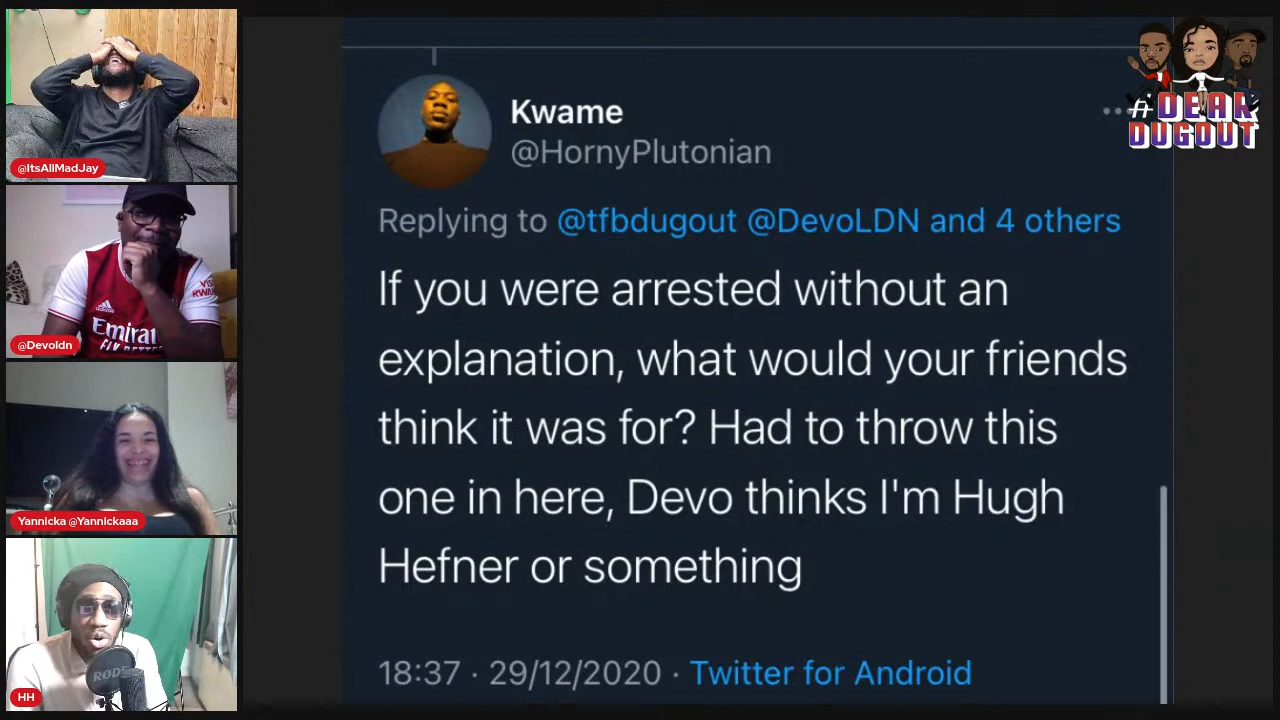 @ItsAllMadJay
@Devoldn
Emirat
Yannicka @Yannickaaa
RODE
HH
Kwame
@HornyPlutonian
Replying to @tfbdugout @DevoLDN and 4 others
If you were arrested without an
explanation, what would your friends
think it was for? Had to throw this
one in here, Devo thinks I'm Hugh
Hefner or something
18:37 · 29/12/2020 · Twitter for Android
#DEAR
DUGOUT